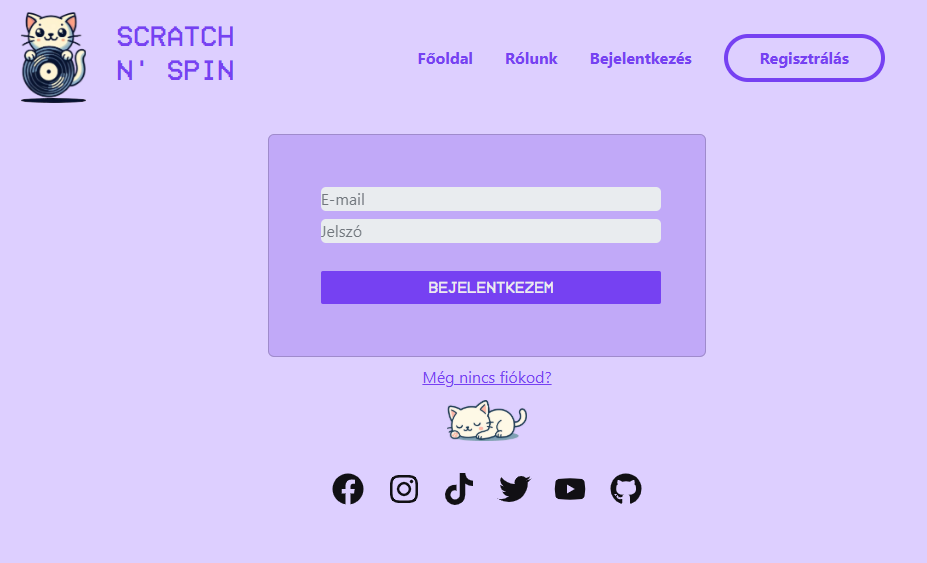 SCRATCH
N' SPIN
Főoldal Rólunk Bejelentkezés Regisztrálás
E-mail
Jelszó
BEJELENTKEZEM
Még nincs fiókod?